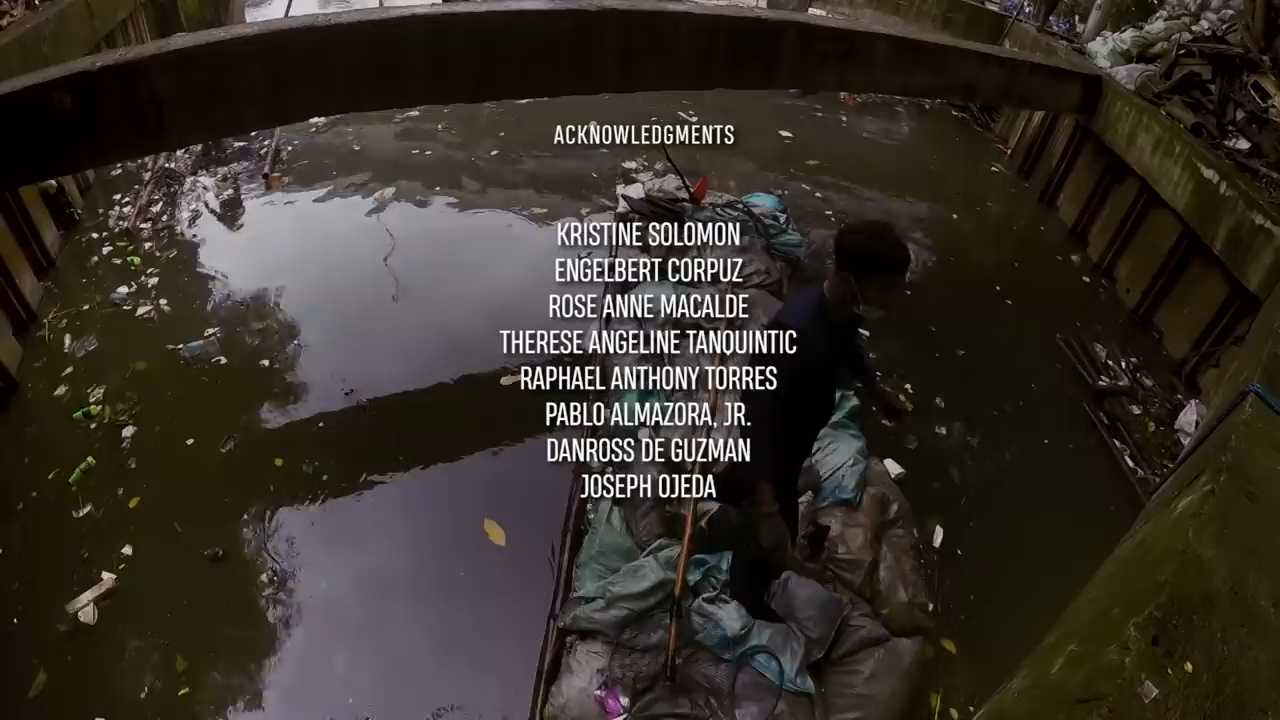 ACKNOWLEDGMENTS
KRISTINE SOLOMON
ENGELBERT CORPUZ
ROSE ANNE MACALDE
THERESE ANGELINE TANQUINTIC
RAPHAEL ANTHONY TORRES
PABLO ALMAZORA, JR.
DANROSS DE GUZMAN
JOSEPH OJEDA